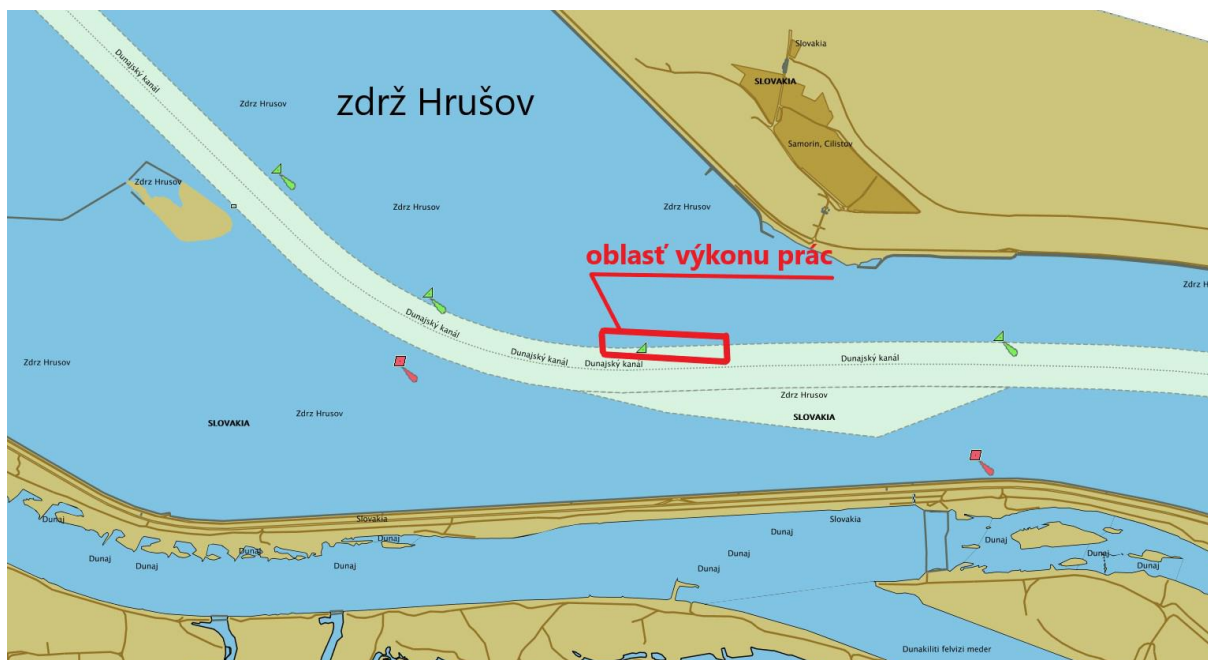 Slovakia
Dunajský kanál
SLOVAKIA
Zdrz Hrusov
zdrž Hrušov
Samorin, Cilistov
Zdrz Hrusov
Zdrz Hrusov
Zdrz Hrusov
oblasť výkonu prác
Zdrz H
Dunajský kanál
Dunajský kanál
Dunajský kanál
Dunajský kanál
Zdrz Hrusov
Zdrz Hrusov
Zdrz Hrusov
SLOVAKIA
SLOVAKIA
Dunaj
Slovakia
Slovakia
Dunaj
Dunaj
Dunaj
Dunaj
Dunaj
Dunaj
Dunaj
Dunaj
Dunaj
Dunaj
Dunakiliti felvizi meder